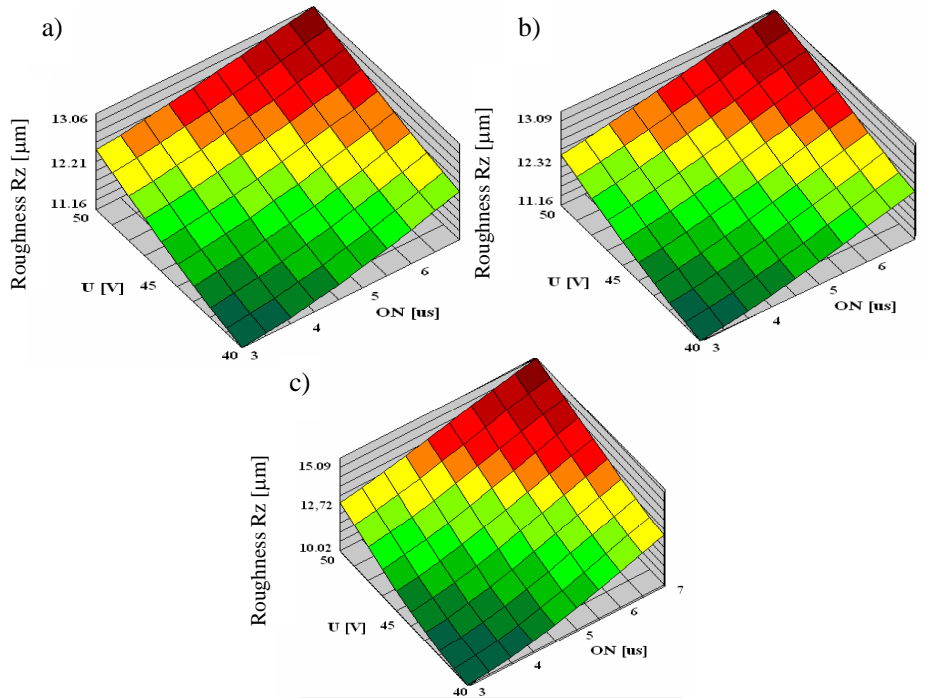 a)
Roughness Rz [µm]
13.06
12.21
11.16
50
U [V]
45
40
3
4
5
6
ON [us]
b)
Roughness Rz [µm]
13.09
12.32
11.16
50
U [V]
45
40
3
4
5
6
ON [us]
c)
Roughness Rz [µm]
15.09
12,72
10.02
50
U [V]
45
40
3
4
5
6
7
ON [us]